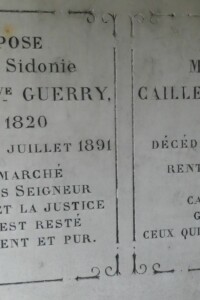 POSE
Sidonie
VE GUERRY,
1820
JUILLET 1891
MARCHÉ
S SEIGNEUR
ET LA JUSTICE
EST RESTÉ
ENT ET PUR.
M
CAILLE
DÉCÉD
RENT
CA
G
CEUX QUI